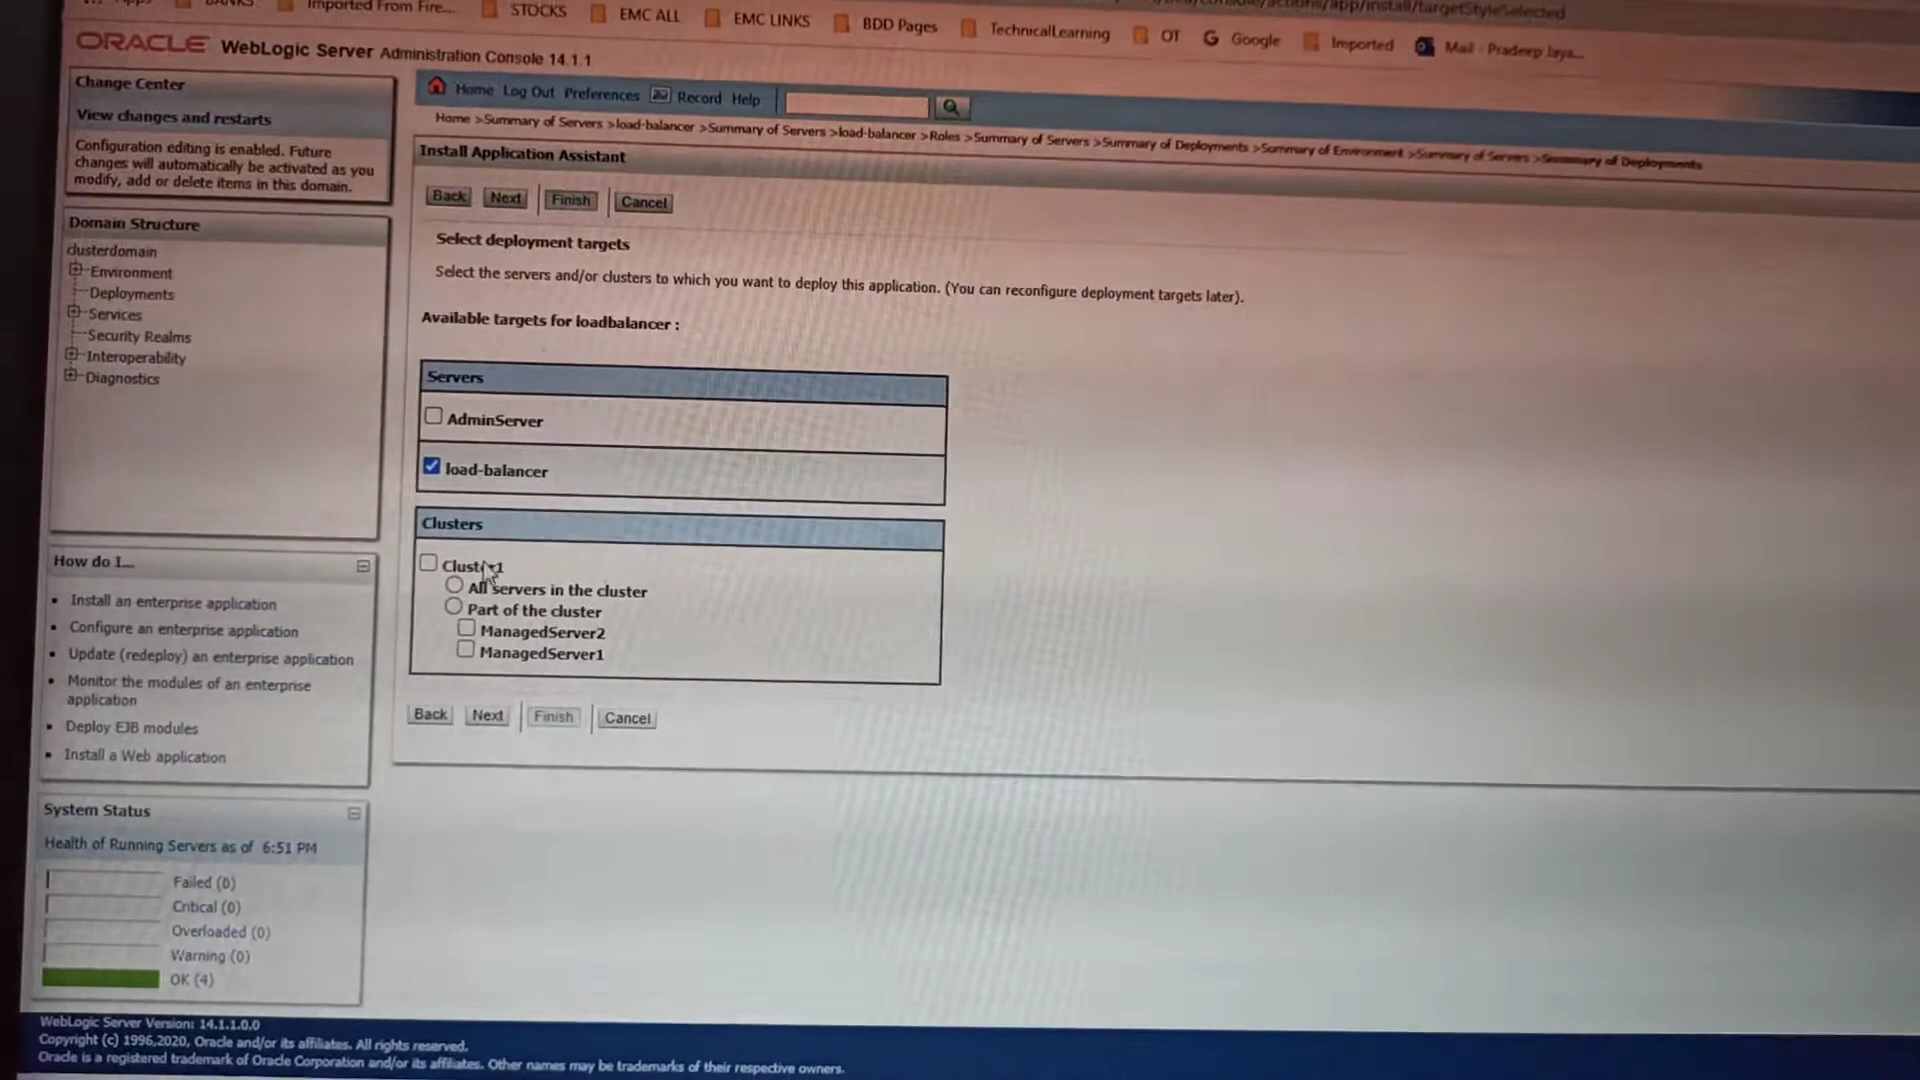 BANKS
Imported From Fire...
STOCKS
EMC ALL
EMC LINKS
BDD Pages
TechnicalLearning
OT
Google
Imported
Mail - Pradeep Jaya...
ORACLE WebLogic Server Administration Console 14.1.1
Change Center
View changes and restarts
Configuration editing is enabled. Future
changes will automatically be activated as you
modify, add or delete items in this domain.
Domain Structure
clusterdomain
Environment
Deployments
Services
Security Realms
Interoperability
Diagnostics
How do I...
Install an enterprise application
Configure an enterprise application
Update (redeploy) an enterprise application
Monitor the modules of an enterprise
application
Deploy EJB modules
Install a Web application
System Status
Health of Running Servers as of 6:51 PM
Failed (0)
Critical (0)
Overloaded (0)
Warning (0)
OK (4)
Home Log Out Preferences Record Help
Home >Summary of Servers >load-balancer >Summary of Servers >load-balancer >Roles >Summary of Servers >Summary of Deployments >Summary of Environment >Summary of Servers >Summary of Deployments
Install Application Assistant
Back Next Finish Cancel
Select deployment targets
Select the servers and/or clusters to which you want to deploy this application. (You can reconfigure deployment targets later).
Available targets for loadbalancer :
Servers
AdminServer
load-balancer
Clusters
Cluster1
All servers in the cluster
Part of the cluster
ManagedServer2
ManagedServer1
Back Next Finish Cancel
WebLogic Server Version: 14.1.1.0.0
Copyright (c) 1996,2020, Oracle and/or its affiliates. All rights reserved.
Oracle is a registered trademark of Oracle Corporation and/or its affiliates. Other names may be trademarks of their respective owners.